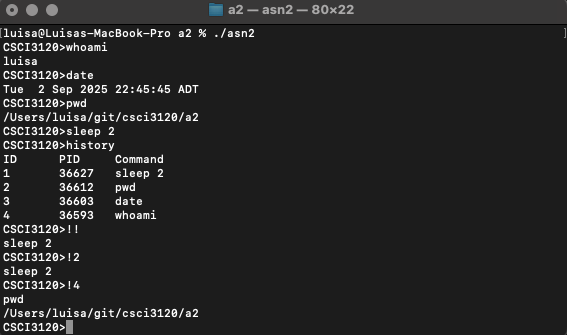 a2 — asn2 — 80×22
luisa@Luisas-MacBook-Pro a2 % ./asn2
CSCI3120>whoami
luisa
CSCI3120>date
Tue  2 Sep 2025 22:45:45 ADT
CSCI3120>pwd
/Users/luisa/git/csci3120/a2
CSCI3120>sleep 2
CSCI3120>history
ID      PID     Command
1       36627   sleep 2
2       36612   pwd
3       36603   date
4       36593   whoami
CSCI3120>!!
sleep 2
CSCI3120>!2
sleep 2
CSCI3120>!4
pwd
/Users/luisa/git/csci3120/a2
CSCI3120>